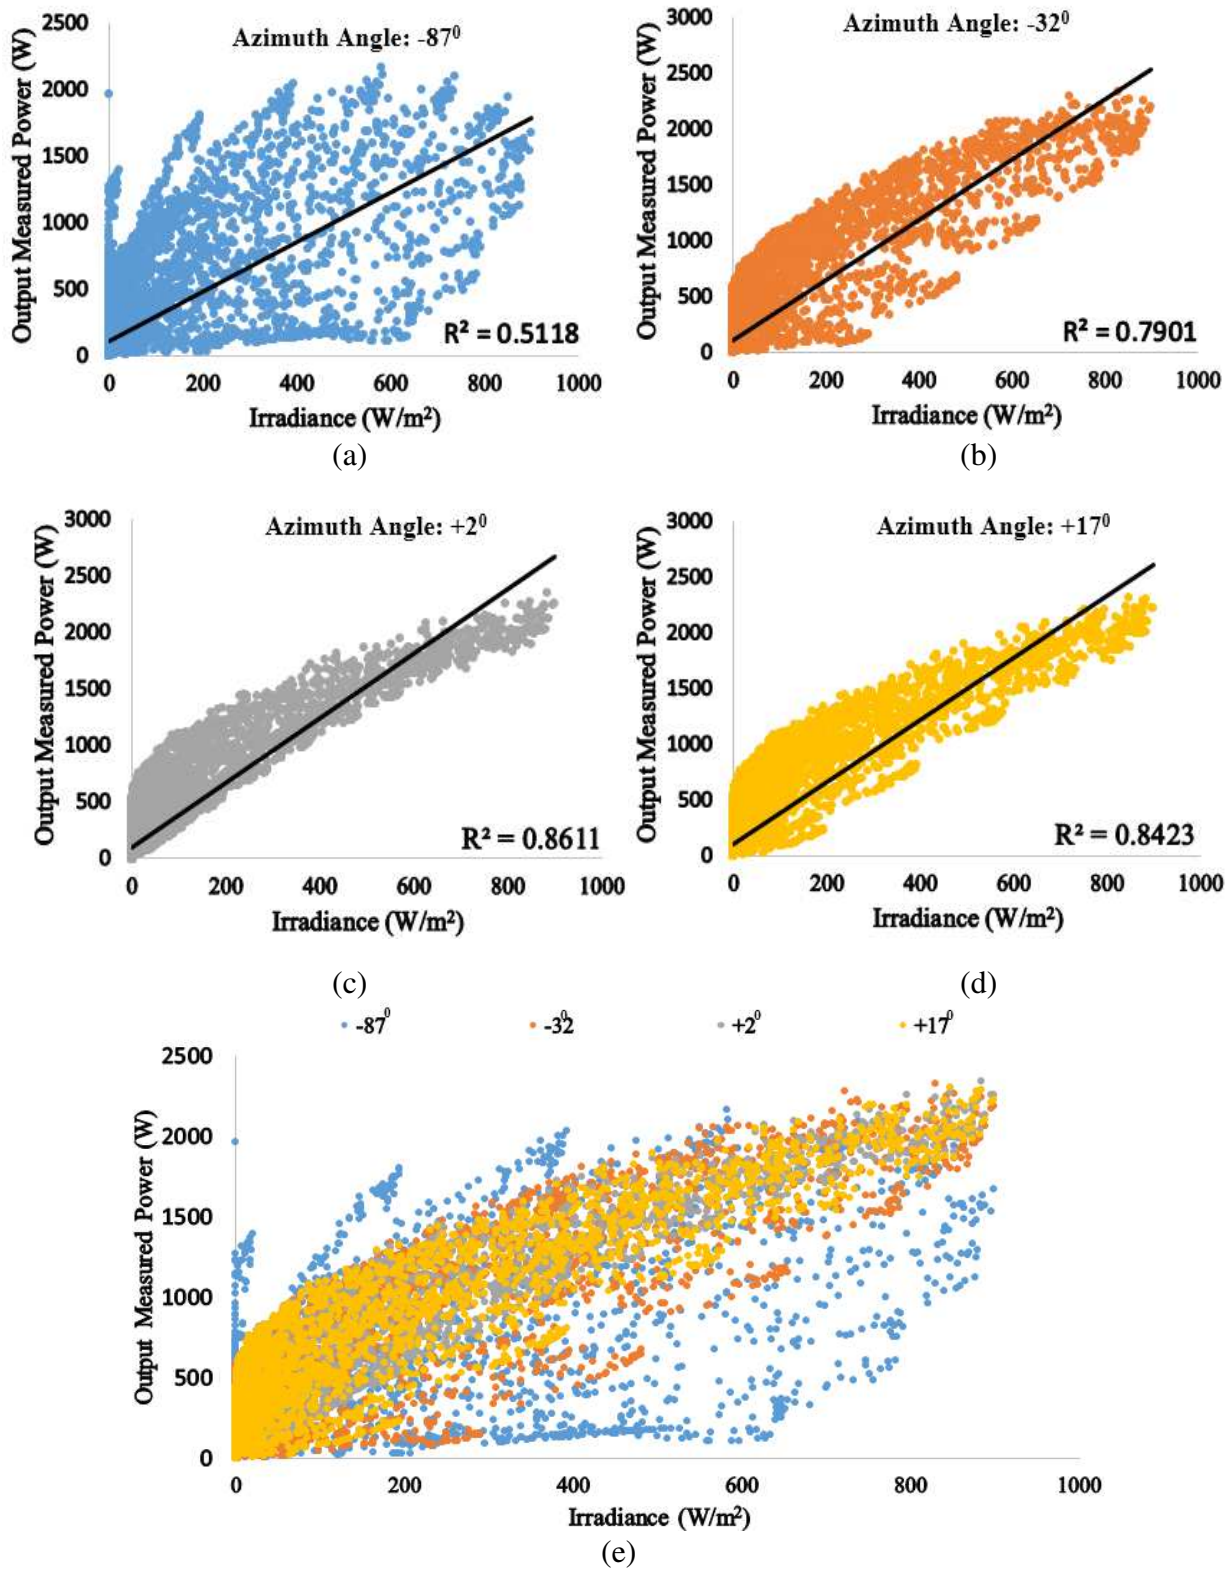 Azimuth Angle: -87⁰
Output Measured Power (W)
2500
2000
1500
1000
500
0
R² = 0.5118
0 200 400 600 800 1000
Irradiance (W/m²)
(a)
Azimuth Angle: -32⁰
Output Measured Power (W)
3000
2500
2000
1500
1000
500
0
R² = 0.7901
0 200 400 600 800 1000
Irradiance (W/m²)
(b)
Azimuth Angle: +2⁰
Output Measured Power (W)
3000
2500
2000
1500
1000
500
0
R² = 0.8611
0 200 400 600 800 1000
Irradiance (W/m²)
(c)
Azimuth Angle: +17⁰
Output Measured Power (W)
3000
2500
2000
1500
1000
500
0
R² = 0.8423
0 200 400 600 800 1000
Irradiance (W/m²)
(d)
-87⁰ -32⁰ +2⁰ +17⁰
Output Measured Power (W)
2500
2000
1500
1000
500
0
0 200 400 600 800 1000
Irradiance (W/m²)
(e)